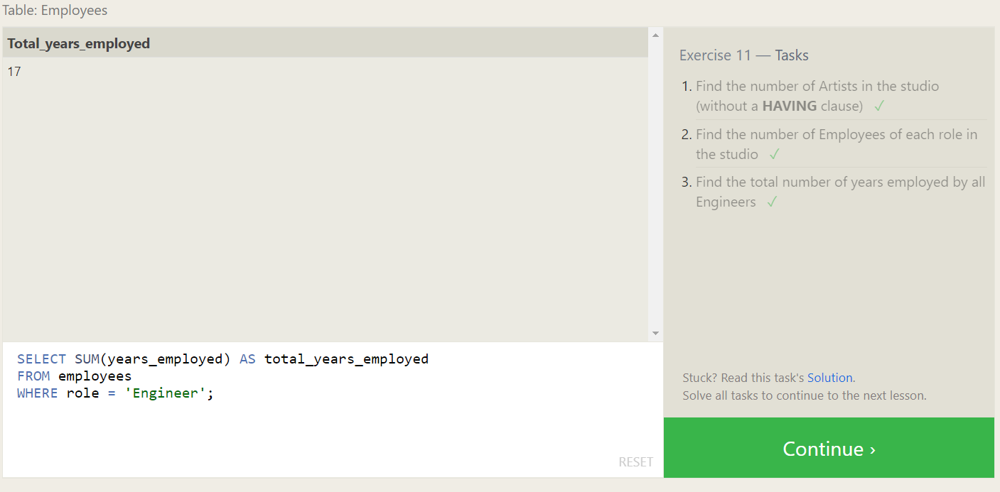 Table: Employees
Total_years_employed
17
SELECT SUM(years_employed) AS total_years_employed
FROM employees
WHERE role = 'Engineer';
RESET
Exercise 11 — Tasks
1. Find the number of Artists in the studio
(without a HAVING clause) ✓
2. Find the number of Employees of each role in
the studio ✓
3. Find the total number of years employed by all
Engineers ✓
Stuck? Read this task's Solution.
Solve all tasks to continue to the next lesson.
Continue ›